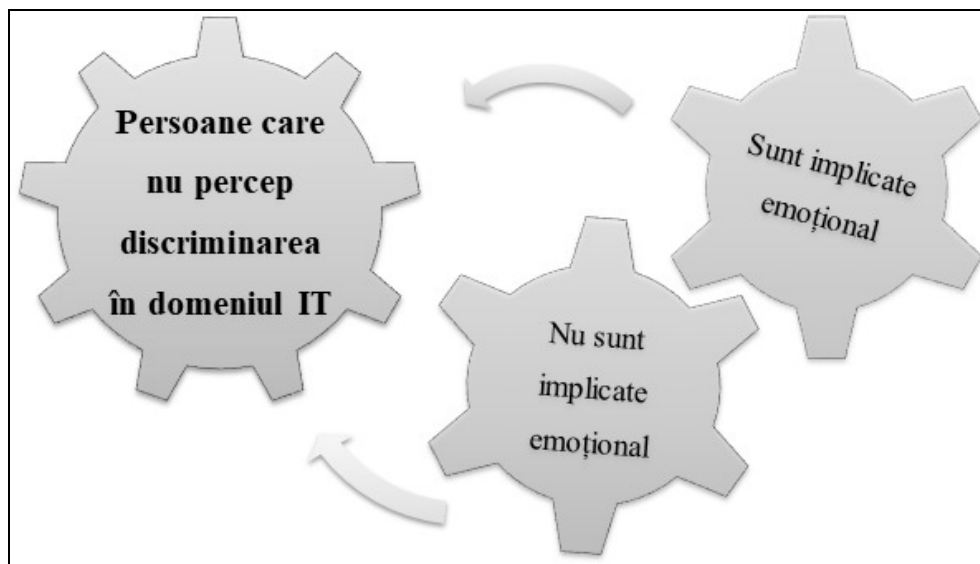 Persoane care
nu percep
discriminarea
în domeniul IT
Sunt implicate
emoțional
Nu sunt
implicate
emoțional